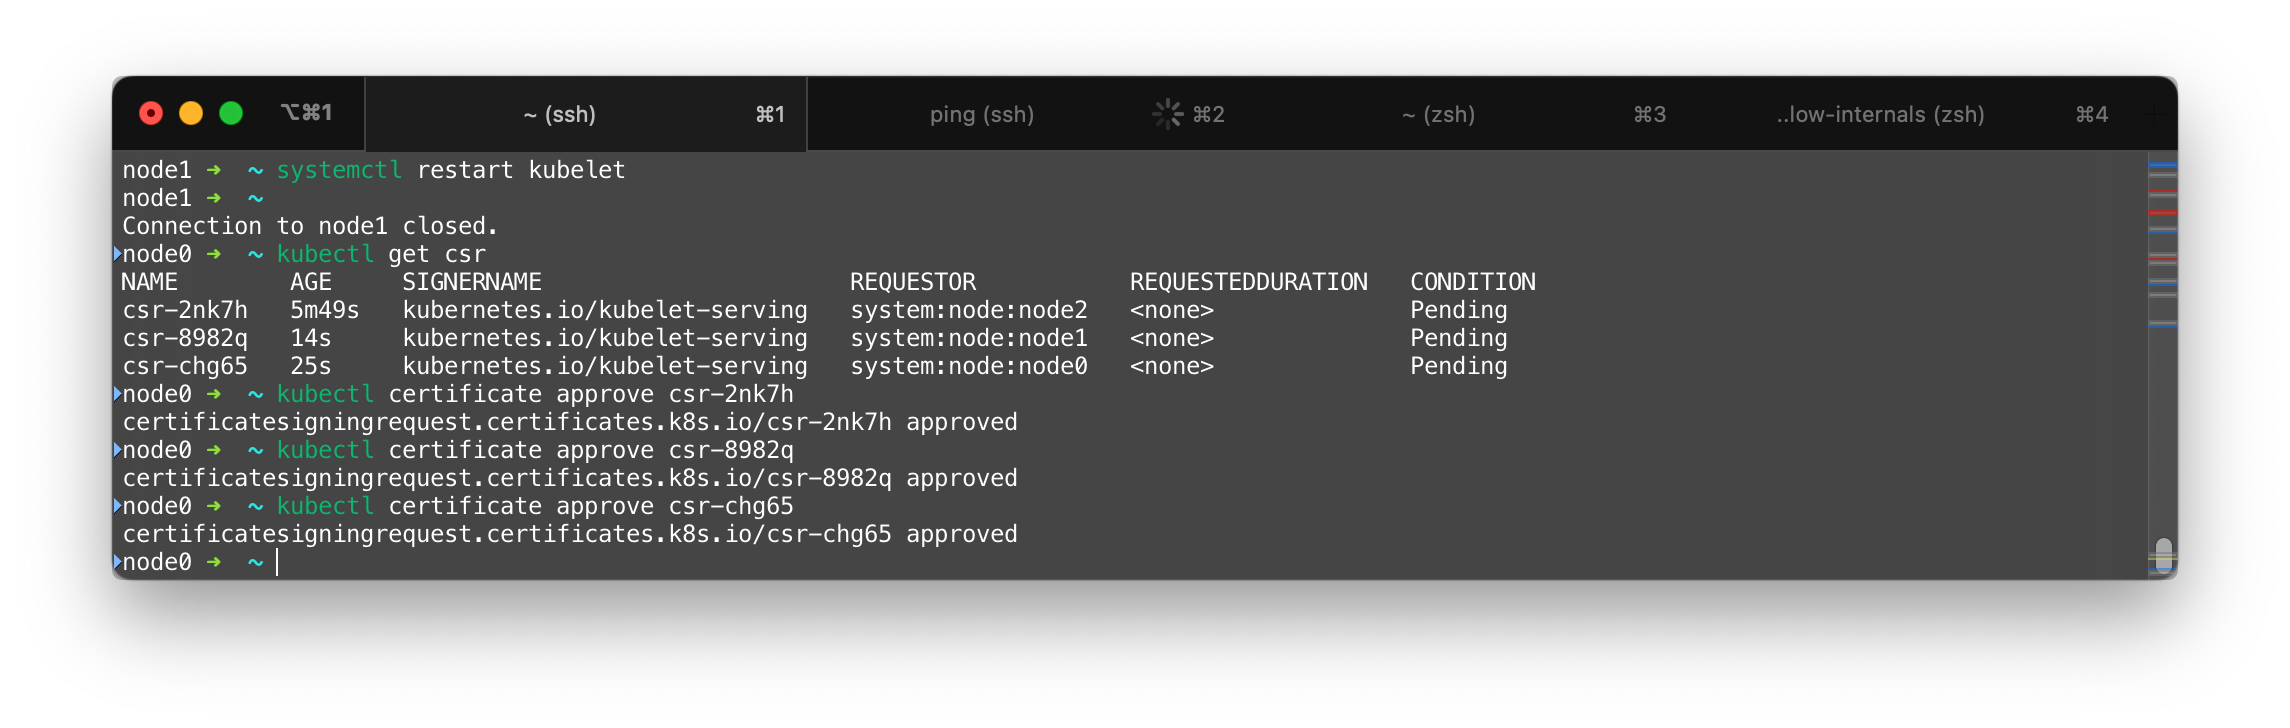 ⌥⌘1 ~ (ssh) ⌘1 ping (ssh) ⌘2 ~ (zsh) ⌘3 ..low-internals (zsh) ⌘4 +
node1 ➜ ~ systemctl restart kubelet
node1 ➜ ~
Connection to node1 closed.
node0 ➜ ~ kubectl get csr
NAME AGE SIGNERNAME REQUESTOR REQUESTEDDURATION CONDITION
csr-2nk7h 5m49s kubernetes.io/kubelet-serving system:node:node2 <none> Pending
csr-8982q 14s kubernetes.io/kubelet-serving system:node:node1 <none> Pending
csr-chg65 25s kubernetes.io/kubelet-serving system:node:node0 <none> Pending
node0 ➜ ~ kubectl certificate approve csr-2nk7h
certificatesigningrequest.certificates.k8s.io/csr-2nk7h approved
node0 ➜ ~ kubectl certificate approve csr-8982q
certificatesigningrequest.certificates.k8s.io/csr-8982q approved
node0 ➜ ~ kubectl certificate approve csr-chg65
certificatesigningrequest.certificates.k8s.io/csr-chg65 approved
node0 ➜ ~